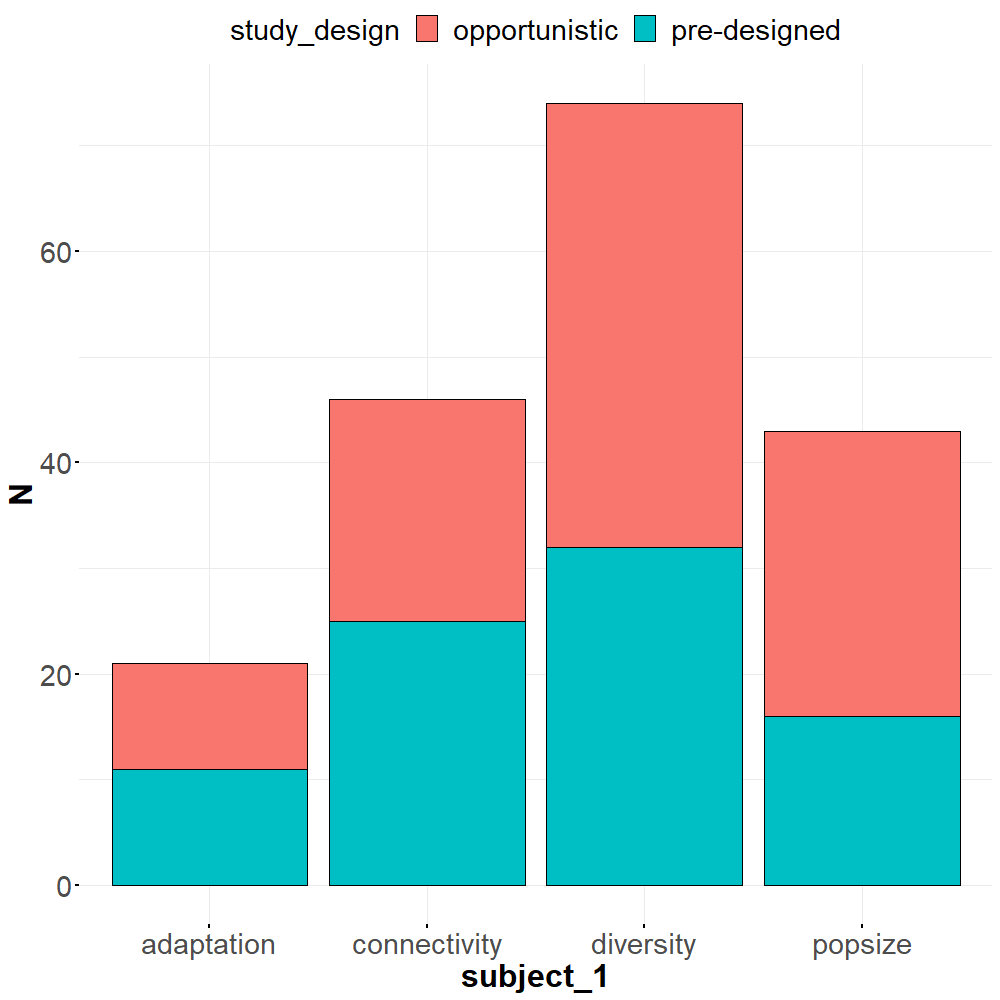 study_design opportunistic pre-designed
60
40
20
0
N
adaptation connectivity diversity popsize
subject_1